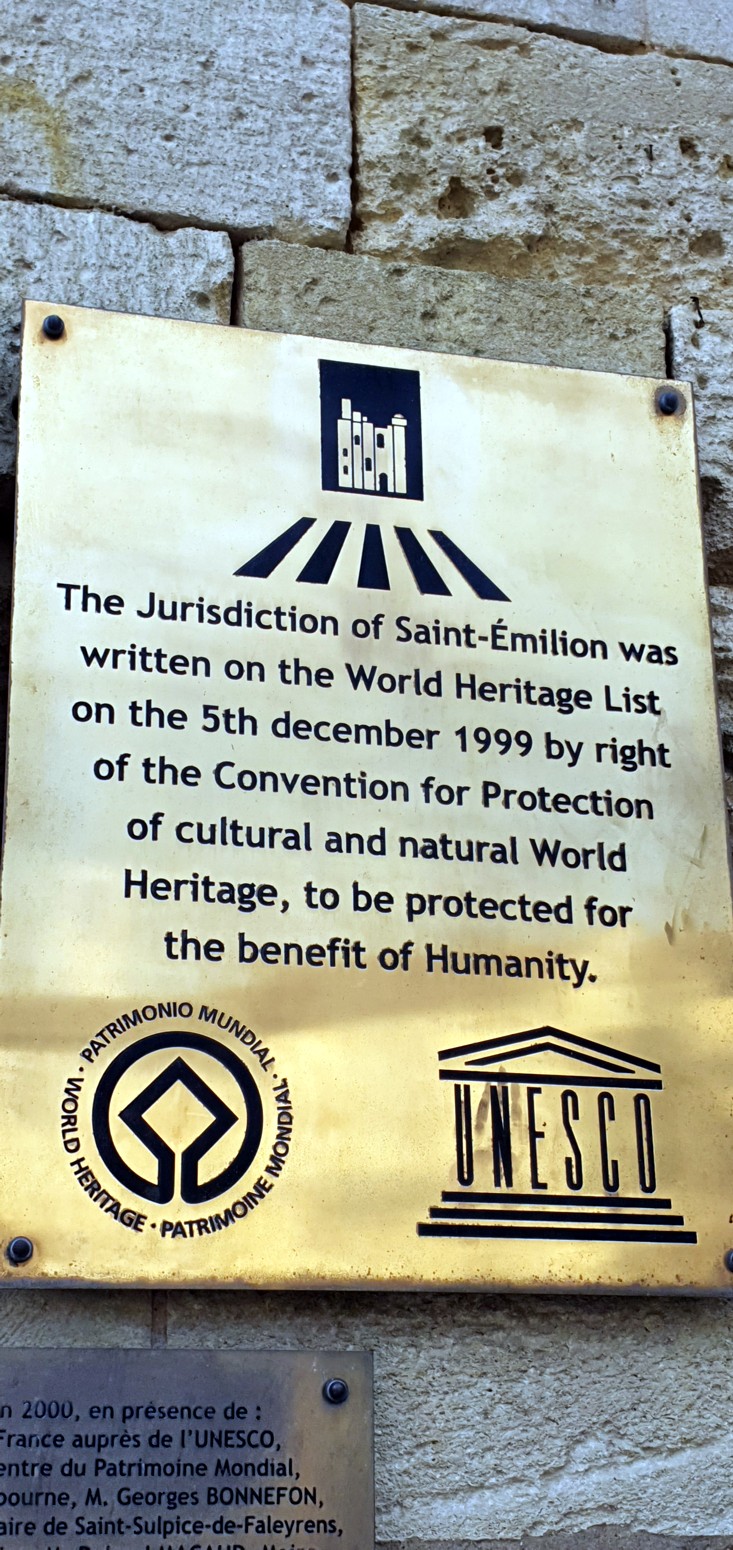 The Jurisdiction of Saint-Émilion was
written on the World Heritage List
on the 5th december 1999 by right
of the Convention for Protection
of cultural and natural World
Heritage, to be protected for
the benefit of Humanity.
WORLD HERITAGE · PATRIMONIO MUNDIAL · PATRIMOINE MONDIAL
UNESCO
n 2000, en présence de :
France auprès de l'UNESCO,
entre du Patrimoine Mondial,
bourne, M. Georges BONNEFON,
aire de Saint-Sulpice-de-Faleyrens,